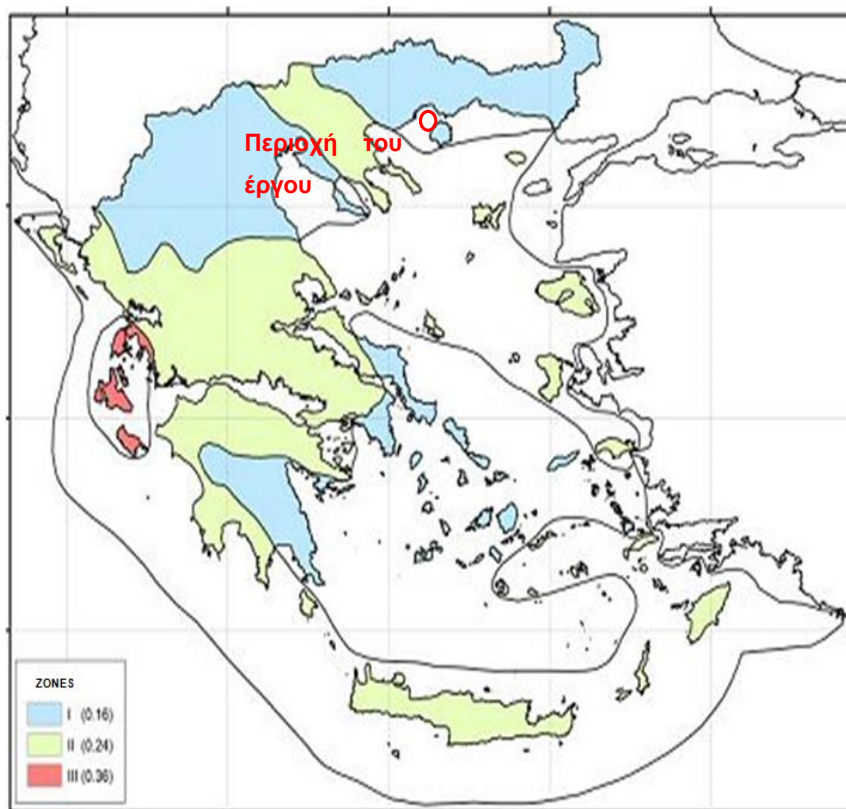 Περιοχή του
έργου
ZONES
I (0.16)
II (0.24)
III (0.36)